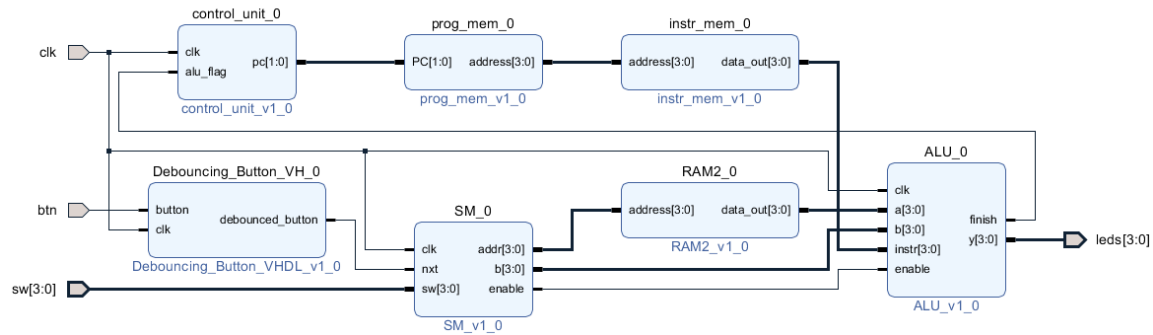 clk
btn
sw[3:0]
control_unit_0
clk
alu_flag
pc[1:0]
control_unit_v1_0
prog_mem_0
PC[1:0]
address[3:0]
prog_mem_v1_0
instr_mem_0
address[3:0]
data_out[3:0]
instr_mem_v1_0
Debouncing_Button_VH_0
button
clk
debounced_button
Debouncing_Button_VHDL_v1_0
SM_0
clk
nxt
sw[3:0]
addr[3:0]
b[3:0]
enable
SM_v1_0
RAM2_0
address[3:0]
data_out[3:0]
RAM2_v1_0
ALU_0
clk
a[3:0]
b[3:0]
instr[3:0]
enable
finish
y[3:0]
ALU_v1_0
leds[3:0]